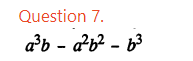 Question 7.
a³b – a²b² – b³